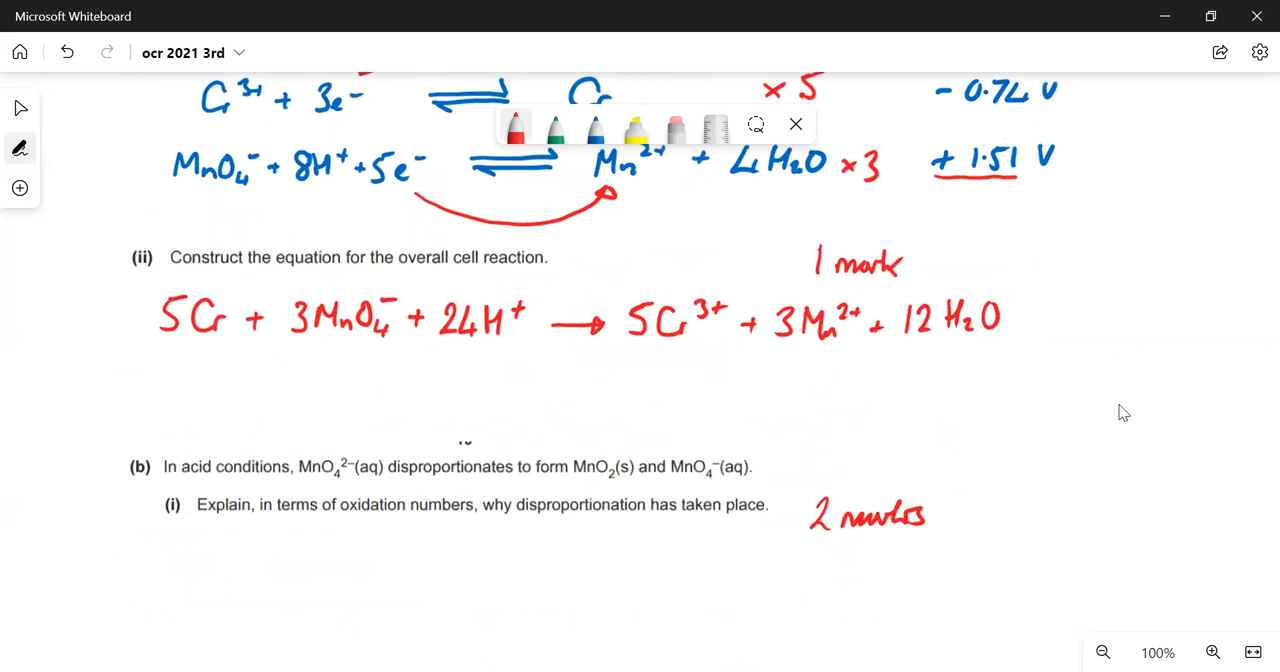 Microsoft Whiteboard
ocr 2021 3rd
Cr³⁺ + 3e⁻ ⇌ Cr × 5 - 0.74 V
MnO₄⁻ + 8H⁺ + 5e⁻ ⇌ Mn²⁺ + 4H₂O × 3 + 1.51 V
(ii) Construct the equation for the overall cell reaction. 1 mark
5Cr + 3MnO₄⁻ + 24H⁺ → 5Cr³⁺ + 3Mn²⁺ + 12H₂O
(b) In acid conditions, MnO₄²⁻(aq) disproportionates to form MnO₂(s) and MnO₄⁻(aq).
(i) Explain, in terms of oxidation numbers, why disproportionation has taken place. 2 marks
100%